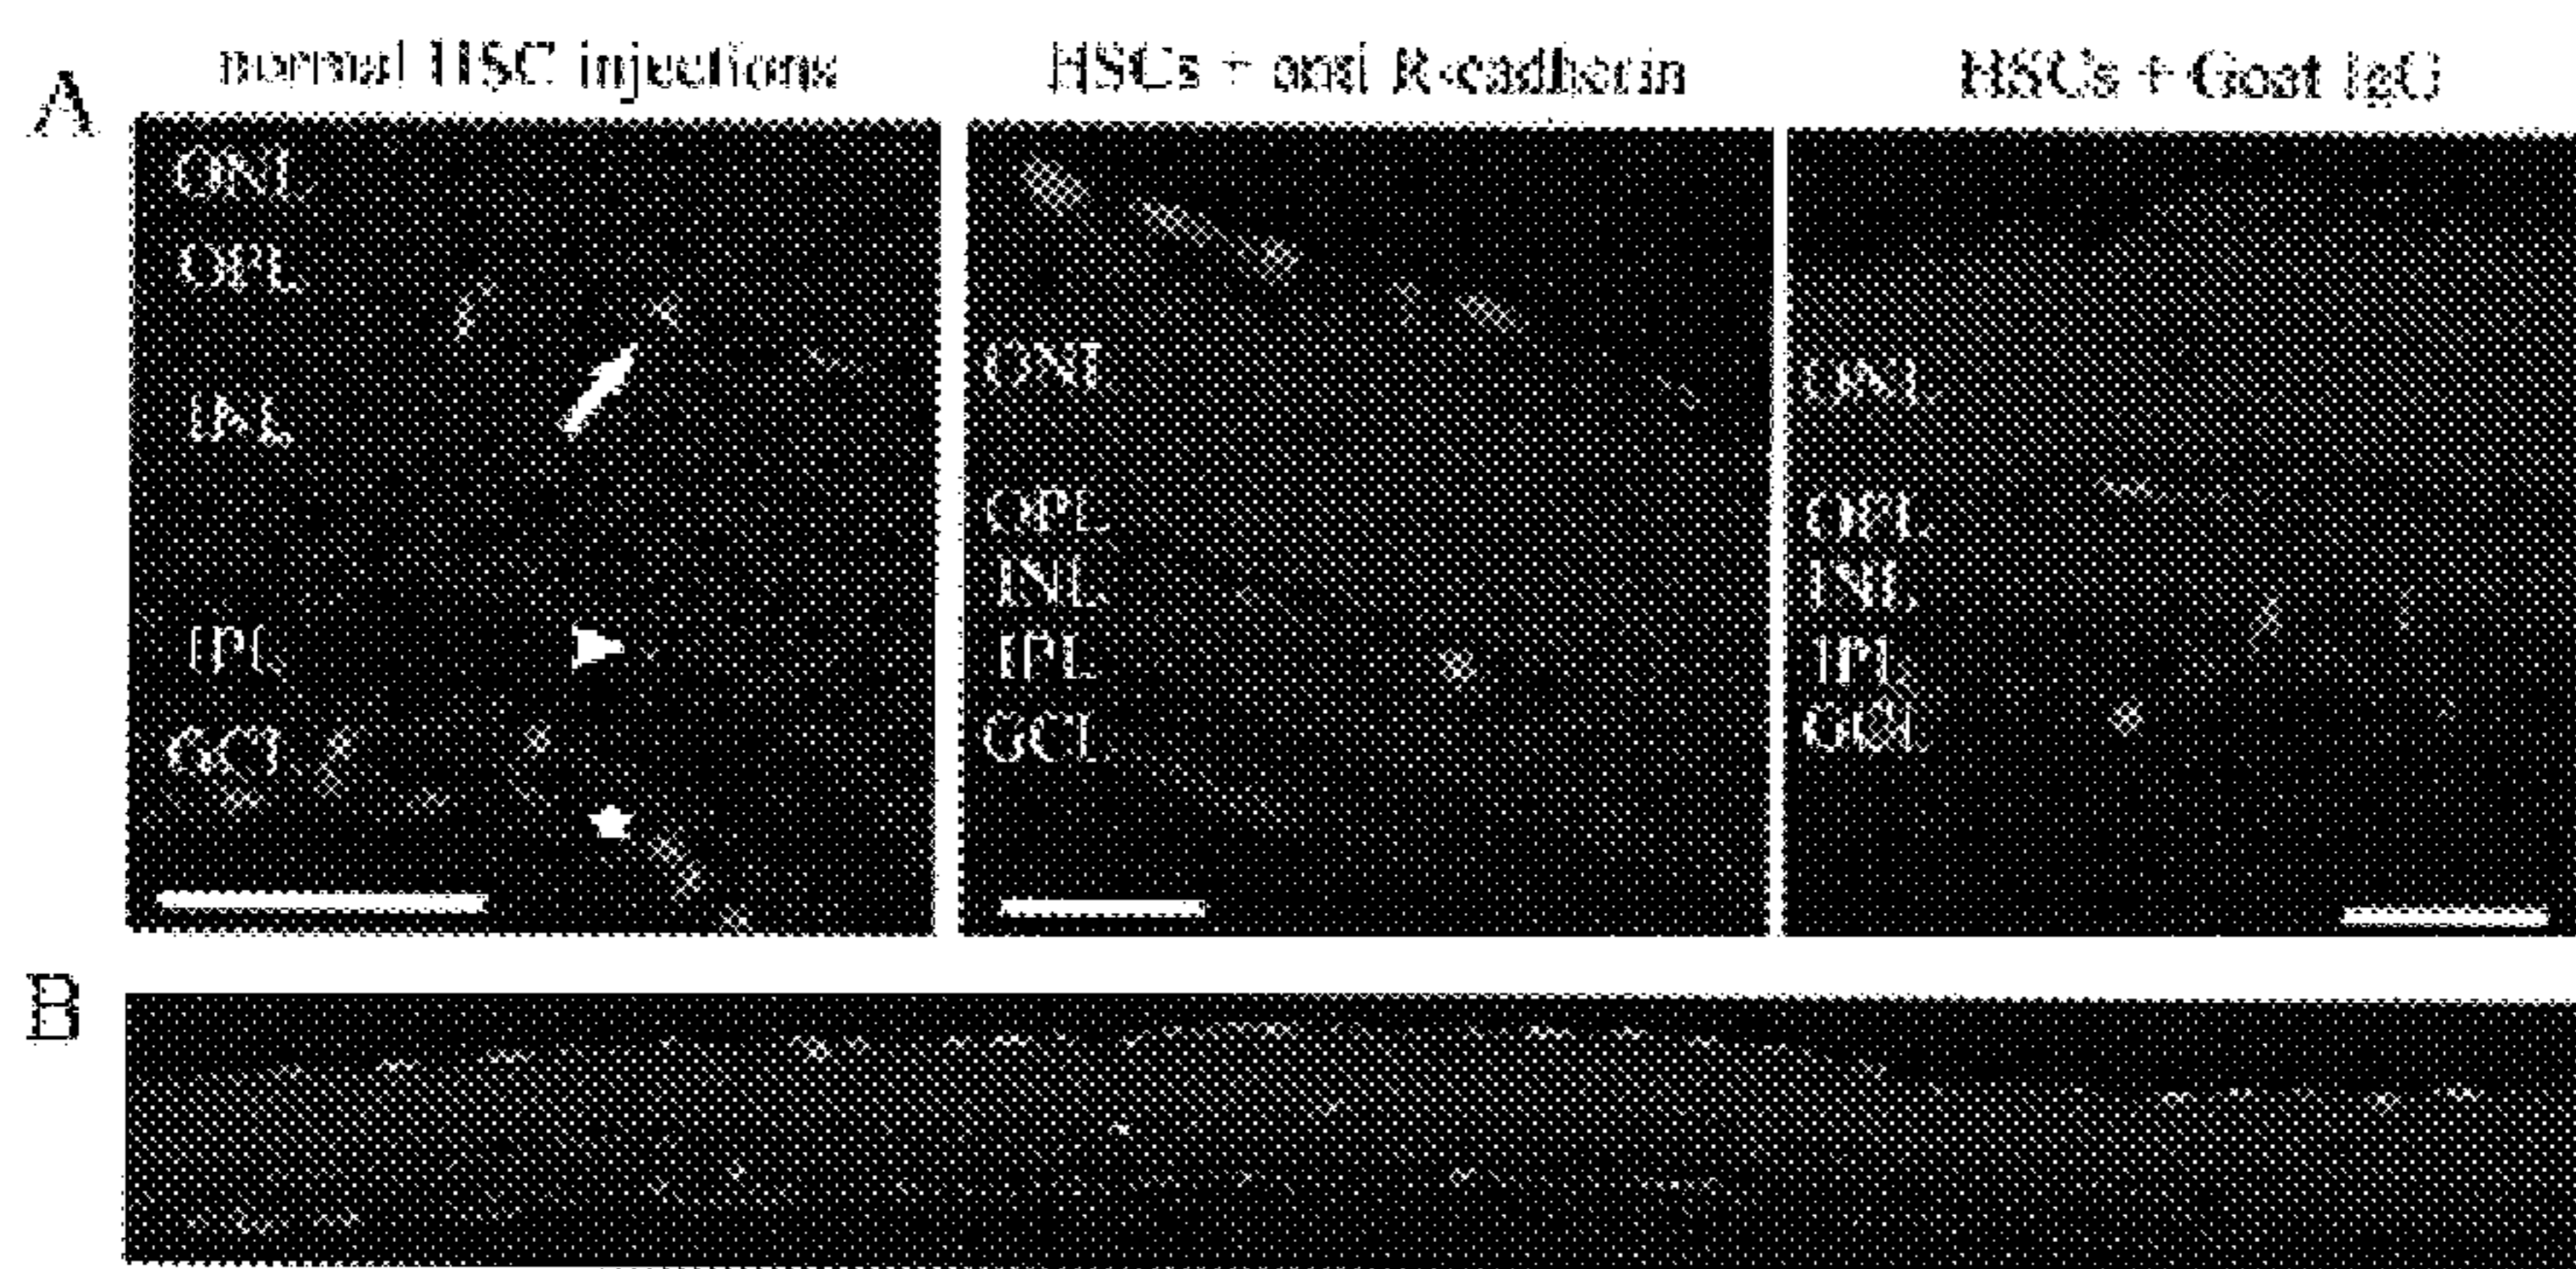 A
normal HSC injections
HSCs + anti R-cadherin
HSCs + Goat IgG
ONL
OPL
INL
IPL
GCL
ONL
OPL
INL
IPL
GCL
ONL
OPL
INL
IPL
GCL
B